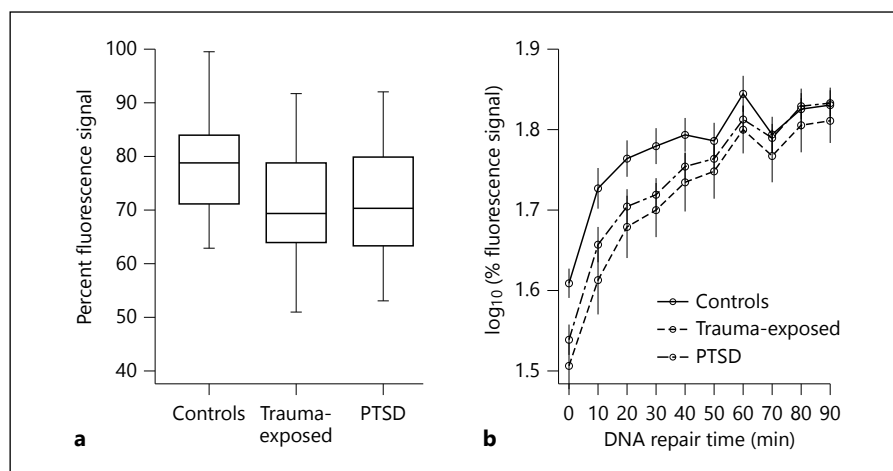 100
90
80
70
60
50
40
Percent fluorescence signal
Controls
Trauma-
exposed
PTSD
a
1.9
1.8
1.7
1.6
1.5
log₁₀ (% fluorescence signal)
Controls
Trauma-exposed
PTSD
0 10 20 30 40 50 60 70 80 90
DNA repair time (min)
b